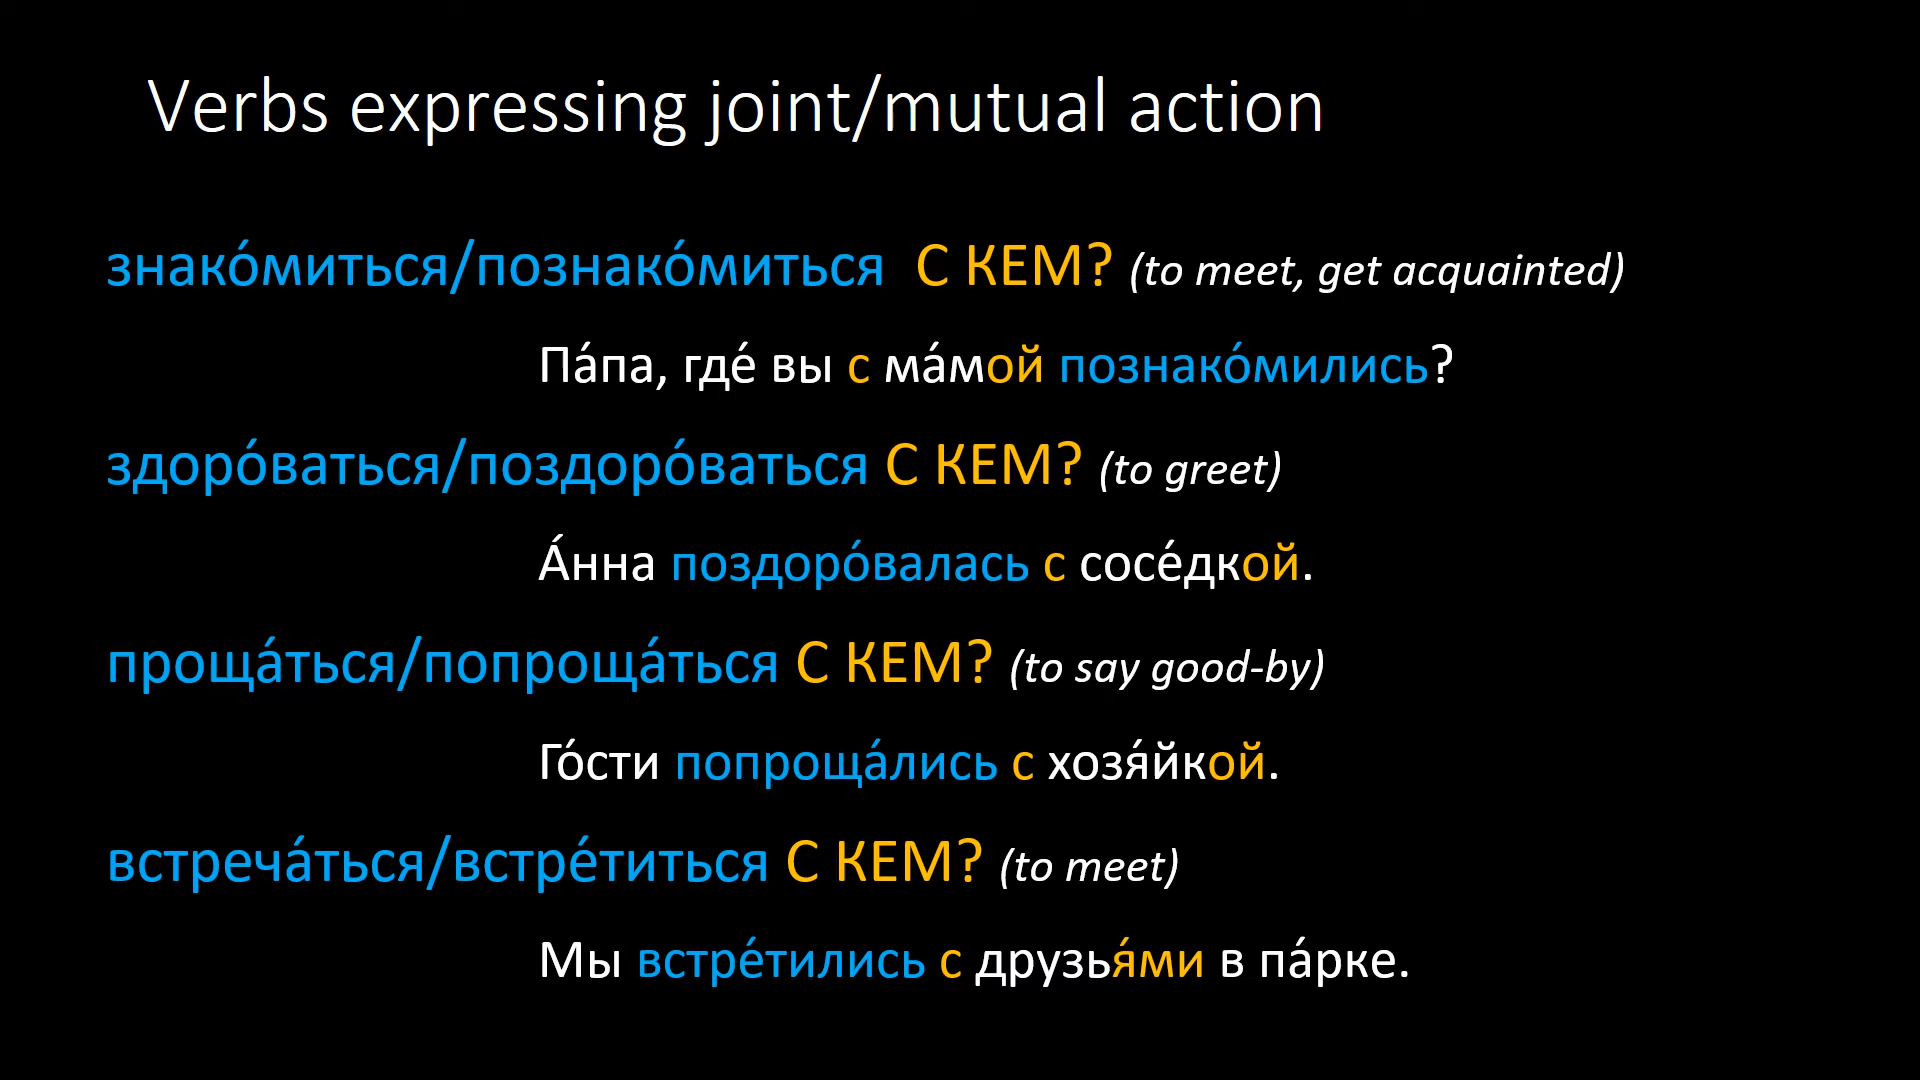 Verbs expressing joint/mutual action
знако́миться/познако́миться С КЕМ? (to meet, get acquainted)
Па́па, где́ вы с ма́мой познако́мились?
здоро́ваться/поздоро́ваться С КЕМ? (to greet)
А́нна поздоро́валась с сосе́дкой.
проща́ться/попроща́ться С КЕМ? (to say good-by)
Го́сти попроща́лись с хозя́йкой.
встреча́ться/встре́титься С КЕМ? (to meet)
Мы встре́тились с друзья́ми в па́рке.